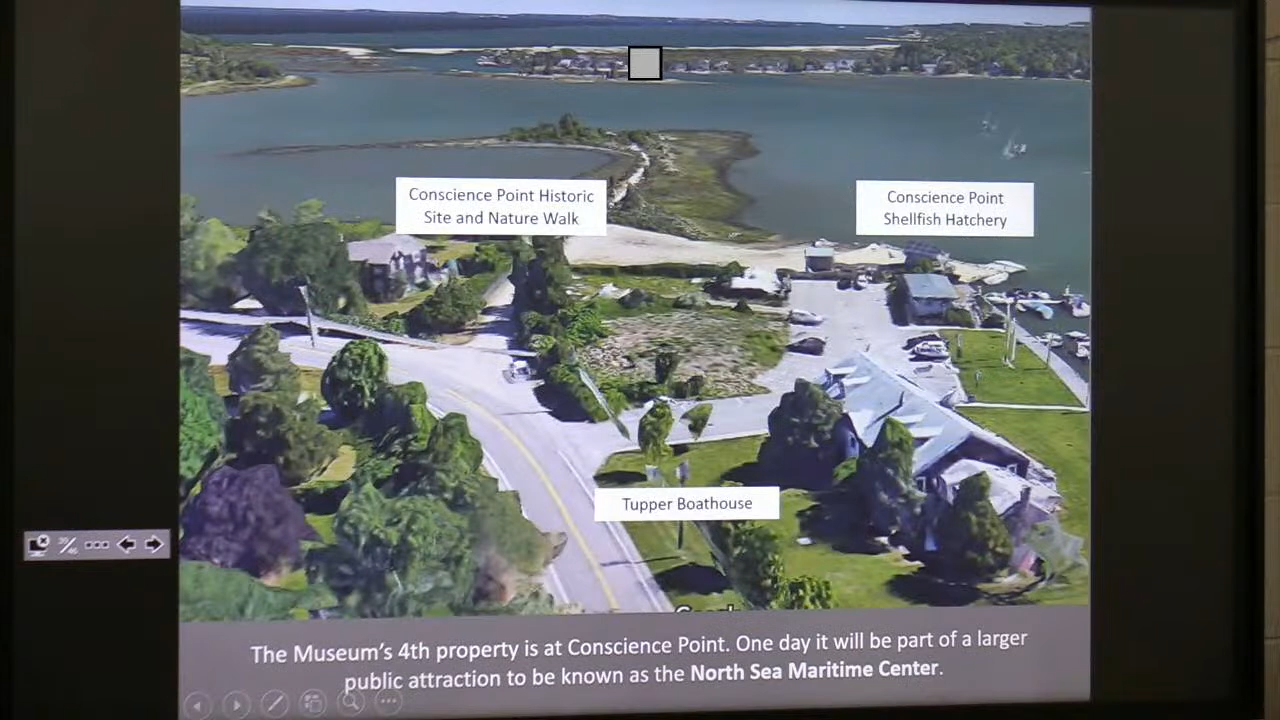 Conscience Point Historic
Site and Nature Walk
Conscience Point
Shellfish Hatchery
Tupper Boathouse
The Museum's 4th property is at Conscience Point. One day it will be part of a larger
public attraction to be known as the North Sea Maritime Center.